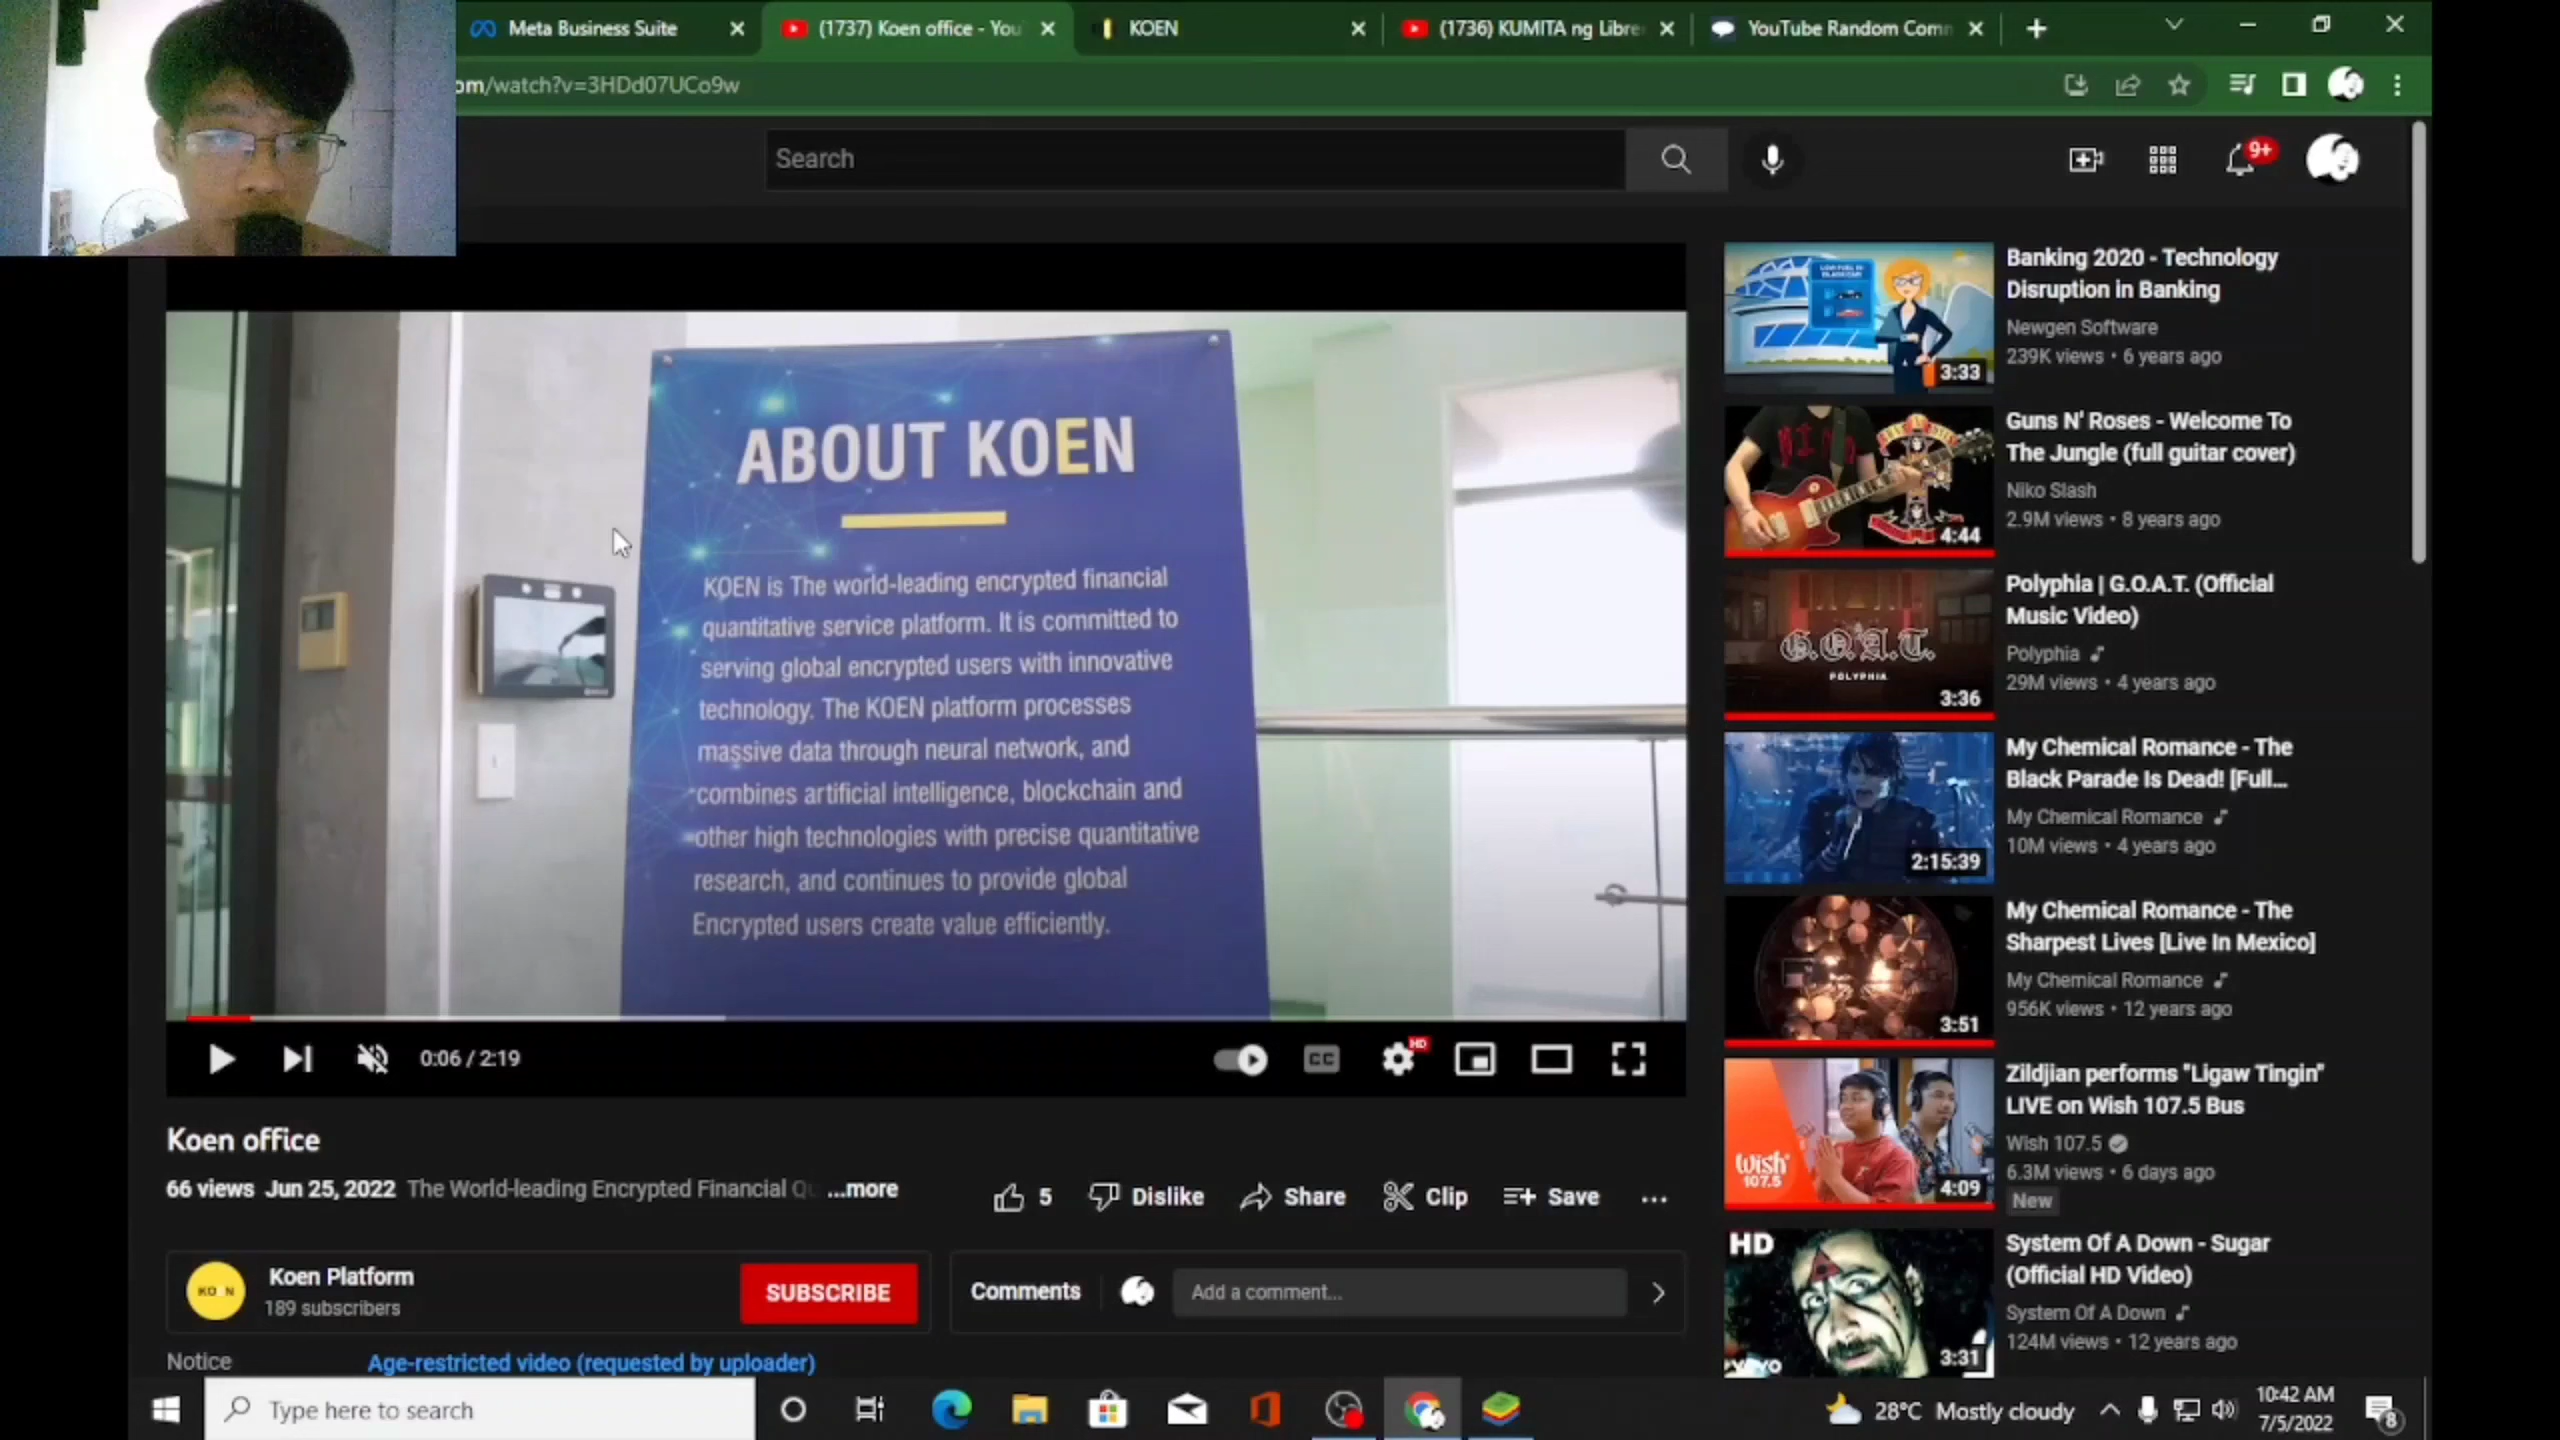 Meta Business Suite
(1737) Koen office - You
KOEN
(1736) KUMITA ng Libre
YouTube Random Com
om/watch?v=3HDd07UCo9w
Search
9+
ABOUT KOEN
KOEN is The world-leading encrypted financial
quantitative service platform. It is committed to
serving global encrypted users with innovative
technology. The KOEN platform processes
massive data through neural network, and
combines artificial intelligence, blockchain and
other high technologies with precise quantitative
research, and continues to provide global
Encrypted users create value efficiently.
0:06 / 2:19
CC
HD
Koen office
66 views Jun 25, 2022 The World-leading Encrypted Financial Qu ...more
5
Dislike
Share
Clip
Save
KOEN
Koen Platform
189 subscribers
SUBSCRIBE
Comments
Add a comment...
Notice
Age-restricted video (requested by uploader)
3:33
Banking 2020 - Technology
Disruption in Banking
Newgen Software
239K views • 6 years ago
4:44
Guns N' Roses - Welcome To
The Jungle (full guitar cover)
Niko Slash
2.9M views • 8 years ago
G.O.A.T.
POLYPHIA
3:36
Polyphia | G.O.A.T. (Official
Music Video)
Polyphia
29M views • 4 years ago
2:15:39
My Chemical Romance - The
Black Parade Is Dead! [Full...
My Chemical Romance
10M views • 4 years ago
3:51
My Chemical Romance - The
Sharpest Lives [Live In Mexico]
My Chemical Romance
956K views • 12 years ago
wish
107.5
4:09
Zildjian performs "Ligaw Tingin"
LIVE on Wish 107.5 Bus
Wish 107.5
6.3M views • 6 days ago
New
HD
vevo
3:31
System Of A Down - Sugar
(Official HD Video)
System Of A Down
124M views • 12 years ago
Type here to search
28°C Mostly cloudy
10:42 AM
7/5/2022
8